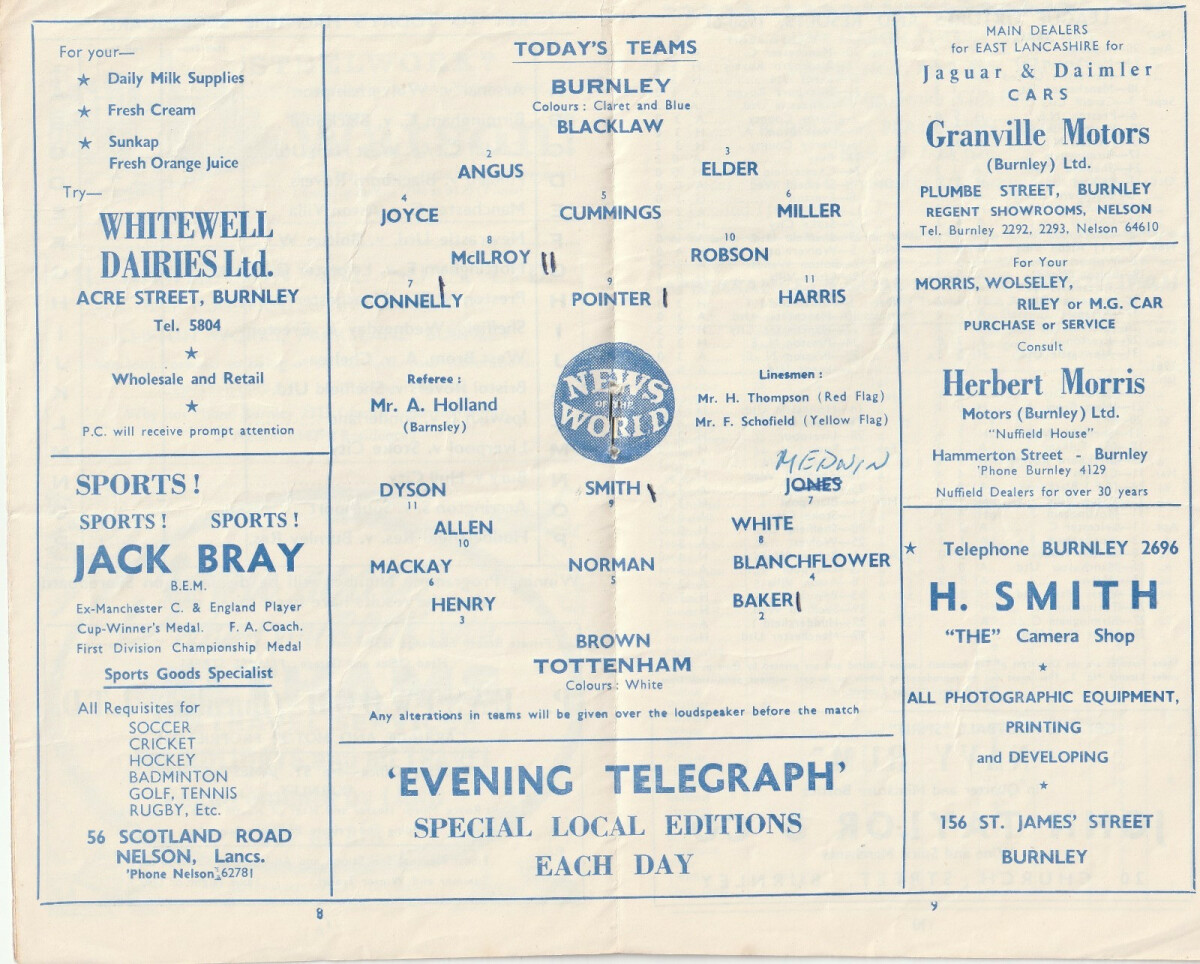 For your—
★ Daily Milk Supplies
★ Fresh Cream
★ Sunkap
Fresh Orange Juice
Try—
WHITEWELL
DAIRIES Ltd.
ACRE STREET, BURNLEY
Tel. 5804
★
Wholesale and Retail
★
P.C. will receive prompt attention
SPORTS!
SPORTS! SPORTS!
JACK BRAY
B.E.M.
Ex-Manchester C. & England Player
Cup-Winner's Medal. F. A. Coach.
First Division Championship Medal
Sports Goods Specialist
All Requisites for
SOCCER
CRICKET
HOCKEY
BADMINTON
GOLF, TENNIS
RUGBY, Etc.
56 SCOTLAND ROAD
NELSON, Lancs.
'Phone Nelson 62781
8
TODAY'S TEAMS
BURNLEY
Colours: Claret and Blue
BLACKLAW
2 3
ANGUS ELDER
4 5 6
JOYCE CUMMINGS MILLER
8 10
McILROY ROBSON
7 9 11
CONNELLY POINTER HARRIS
Referee:
Mr. A. Holland
(Barnsley)
NEWS
OF THE
WORLD
Linesmen:
Mr. H. Thompson (Red Flag)
Mr. F. Schofield (Yellow Flag)
MEDWIN
DYSON SMITH JONES
11 9 7
ALLEN WHITE
10 8
MACKAY NORMAN BLANCHFLOWER
6 5 4
HENRY BAKER
3 2
BROWN
TOTTENHAM
Colours: White
Any alterations in teams will be given over the loudspeaker before the match
'EVENING TELEGRAPH'
SPECIAL LOCAL EDITIONS
EACH DAY
MAIN DEALERS
for EAST LANCASHIRE for
Jaguar & Daimler
CARS
Granville Motors
(Burnley) Ltd.
PLUMBE STREET, BURNLEY
REGENT SHOWROOMS, NELSON
Tel. Burnley 2292, 2293, Nelson 64610
For Your
MORRIS, WOLSELEY,
RILEY or M.G. CAR
PURCHASE or SERVICE
Consult
Herbert Morris
Motors (Burnley) Ltd.
"Nuffield House"
Hammerton Street - Burnley
'Phone Burnley 4129
Nuffield Dealers for over 30 years
★ Telephone BURNLEY 2696
H. SMITH
"THE" Camera Shop
★
ALL PHOTOGRAPHIC EQUIPMENT,
PRINTING
and DEVELOPING
★
156 ST. JAMES' STREET
BURNLEY
9